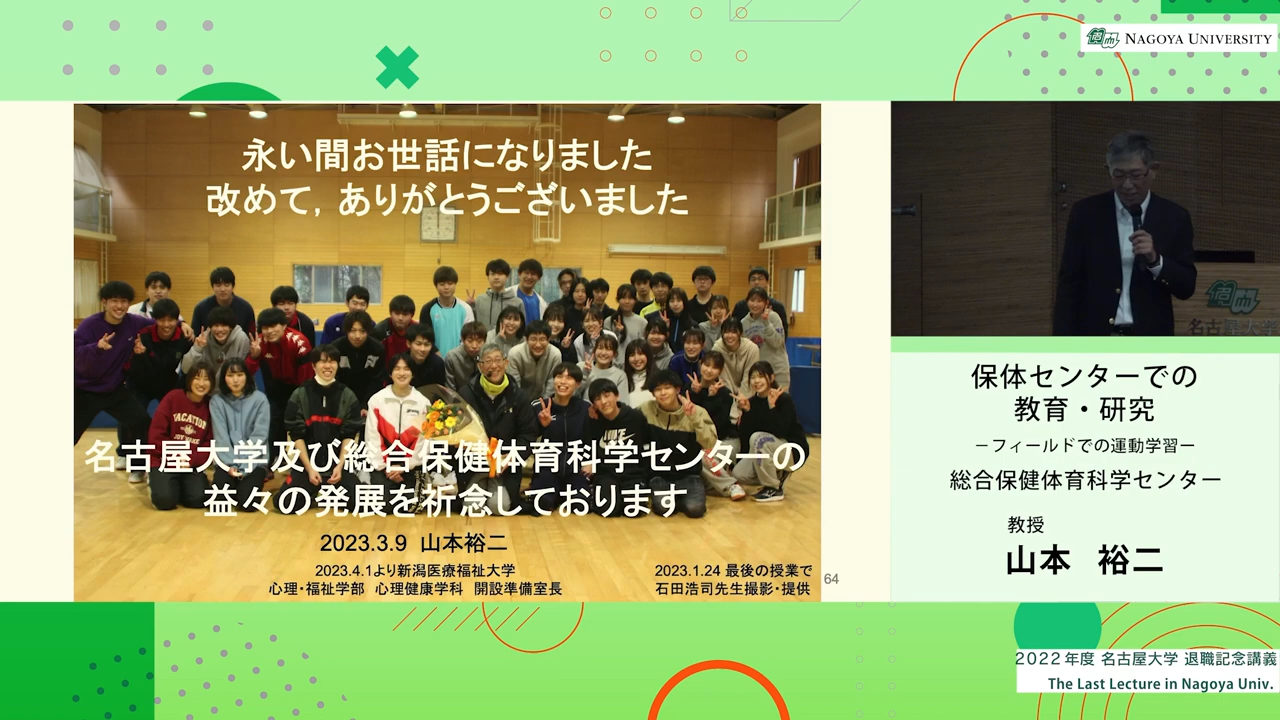 NAGOYA UNIVERSITY
永い間お世話になりました
改めて，ありがとうございました
名古屋大学及び総合保健体育科学センターの
益々の発展を祈念しております
2023.3.9 山本裕二
2023.4.1より新潟医療福祉大学
心理・福祉学部 心理健康学科 開設準備室長
2023.1.24 最後の授業で
石田浩司先生撮影・提供
64
名古屋大学
保体センターでの
教育・研究
－フィールドでの運動学習－
総合保健体育科学センター
教授
山本 裕二
2022年度 名古屋大学 退職記念講義
The Last Lecture in Nagoya Univ.